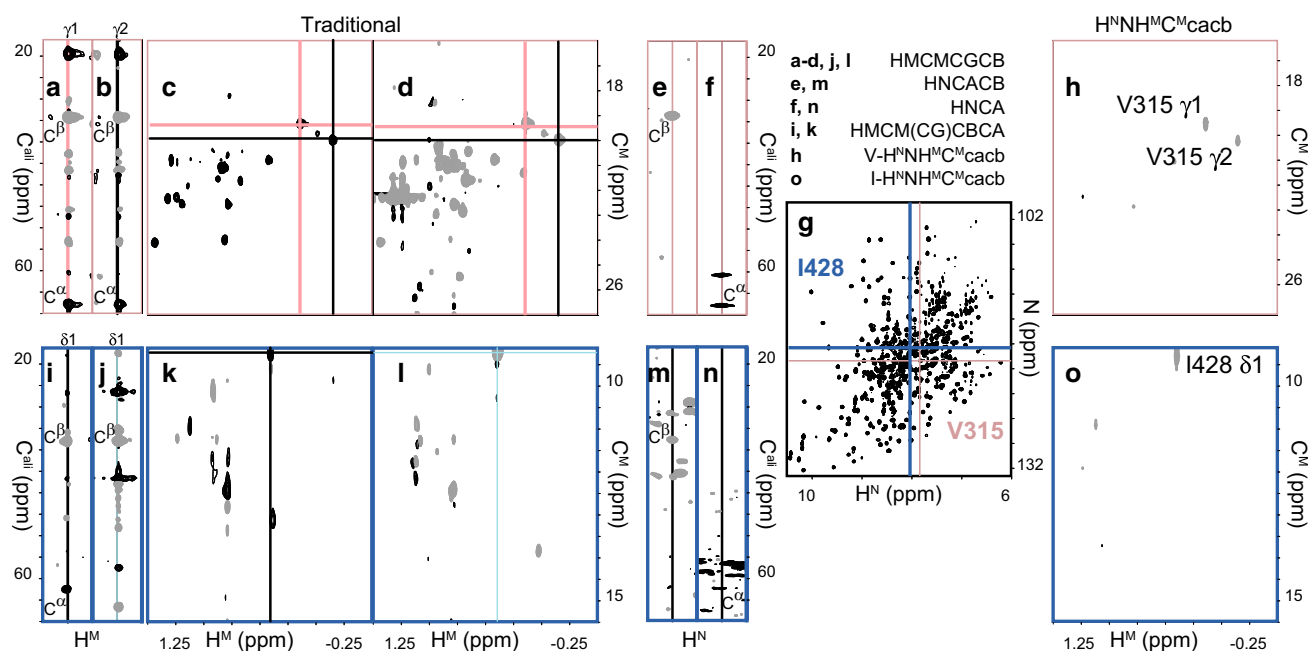 Traditional
HᴺNHᴹCᴹcacb
γ1 γ2
a b c d e f
20 60
Cβ Cβ Cβ
Cα Cα Cα
Cali (ppm)
18 26
Cᴹ (ppm)
Cali (ppm)
20 60
a-d, j, l HMCMCGCB
e, m HNCACB
f, n HNCA
i, k HMCM(CG)CBCA
h V-HᴺNHᴹCᴹcacb
o I-HᴺNHᴹCᴹcacb
g
I428
V315
102 132
N (ppm)
10 6
Hᴺ (ppm)
h
V315 γ1
V315 γ2
18 26
Cᴹ (ppm)
δ1 δ1
i j k l m n
20 60
Cβ Cβ Cβ
Cα Cα
Cali (ppm)
10 15
Cᴹ (ppm)
Cali (ppm)
20 60
o
I428 δ1
10 15
Cᴹ (ppm)
Hᴹ
1.25 Hᴹ (ppm) -0.25
1.25 Hᴹ (ppm) -0.25
Hᴺ
1.25 Hᴹ (ppm) -0.25